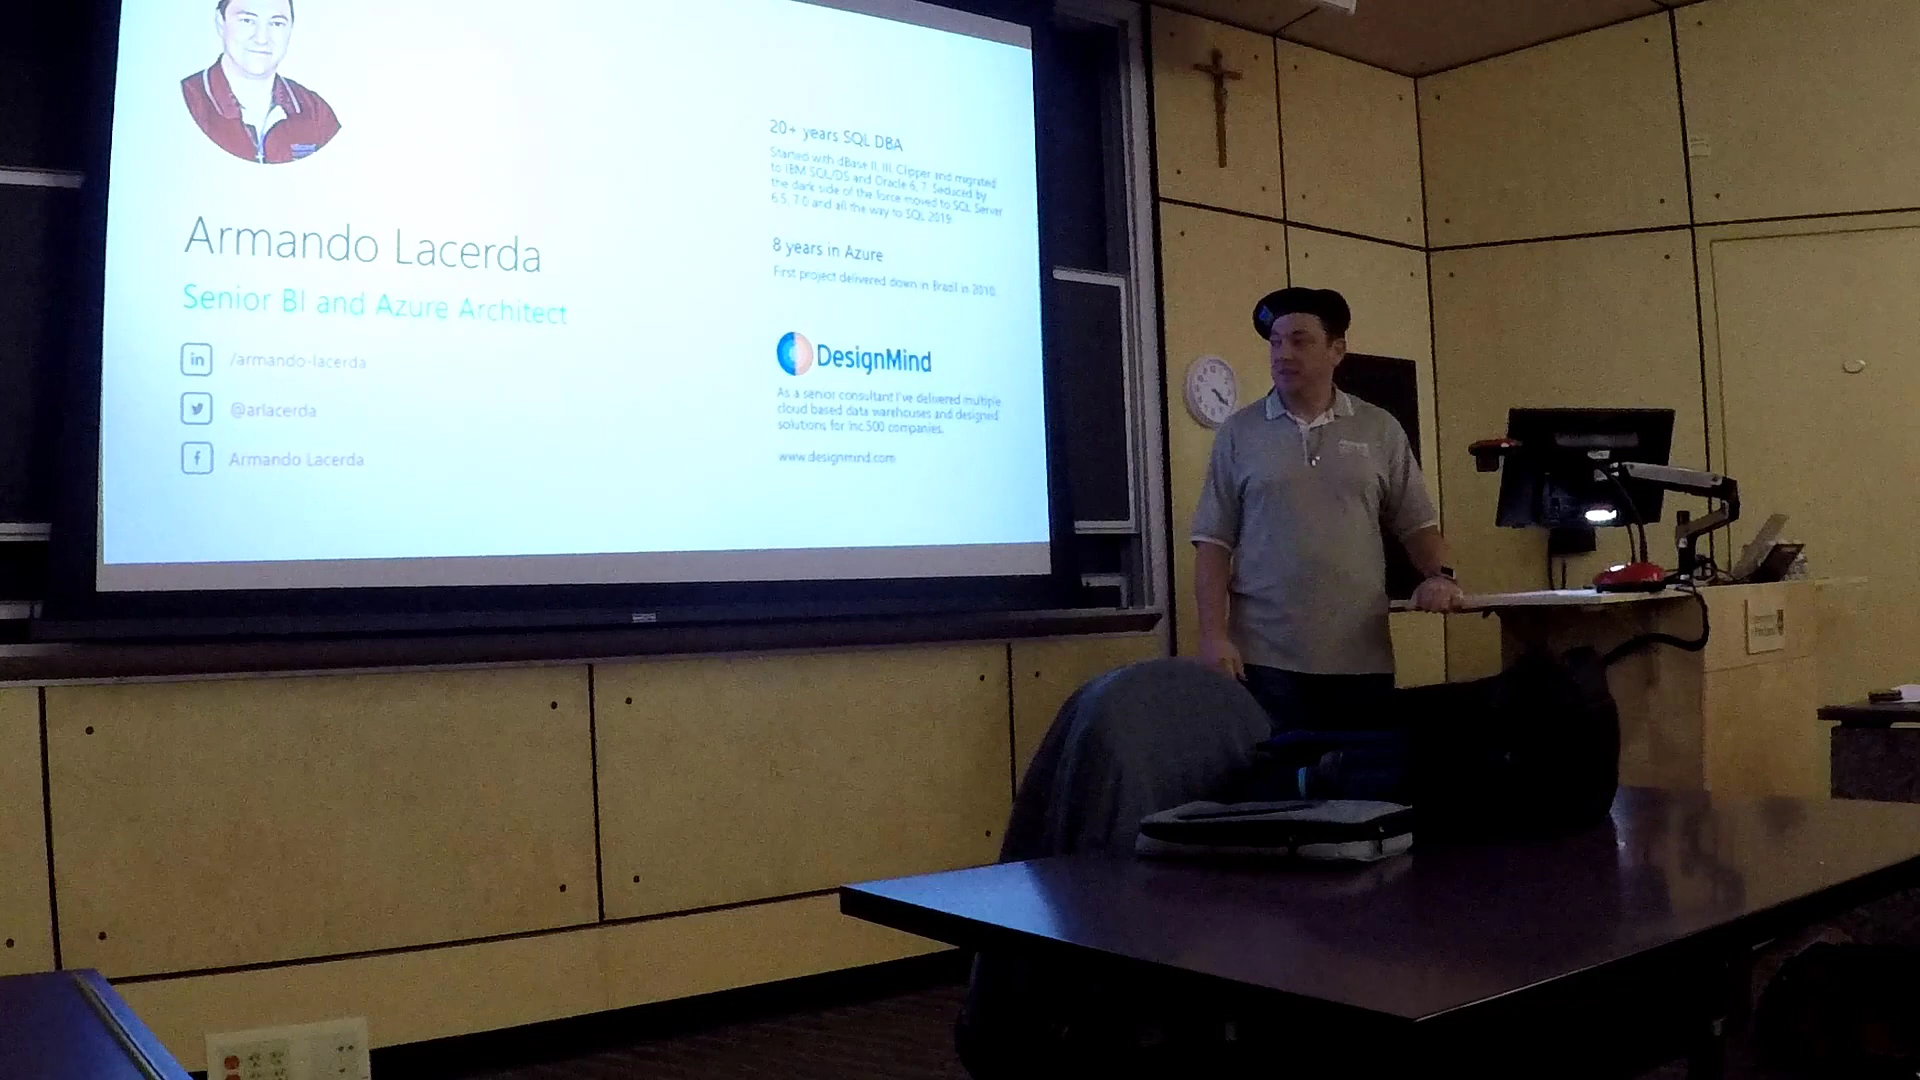 Armando Lacerda
Senior BI and Azure Architect
in /armando-lacerda
@arlacerda
f Armando Lacerda
20+ years SQL DBA
Started with dBase II, III, Clipper and migrated
to IBM SQL/DS and Oracle 6, 7. Seduced by
the dark side of the force moved to SQL Server
6.5, 7.0 and all the way to SQL 2019.
8 years in Azure
First project delivered down in Brazil in 2010.
DesignMind
As a senior consultant I've delivered multiple
cloud based data warehouses and designed
solutions for Inc.500 companies.
www.designmind.com